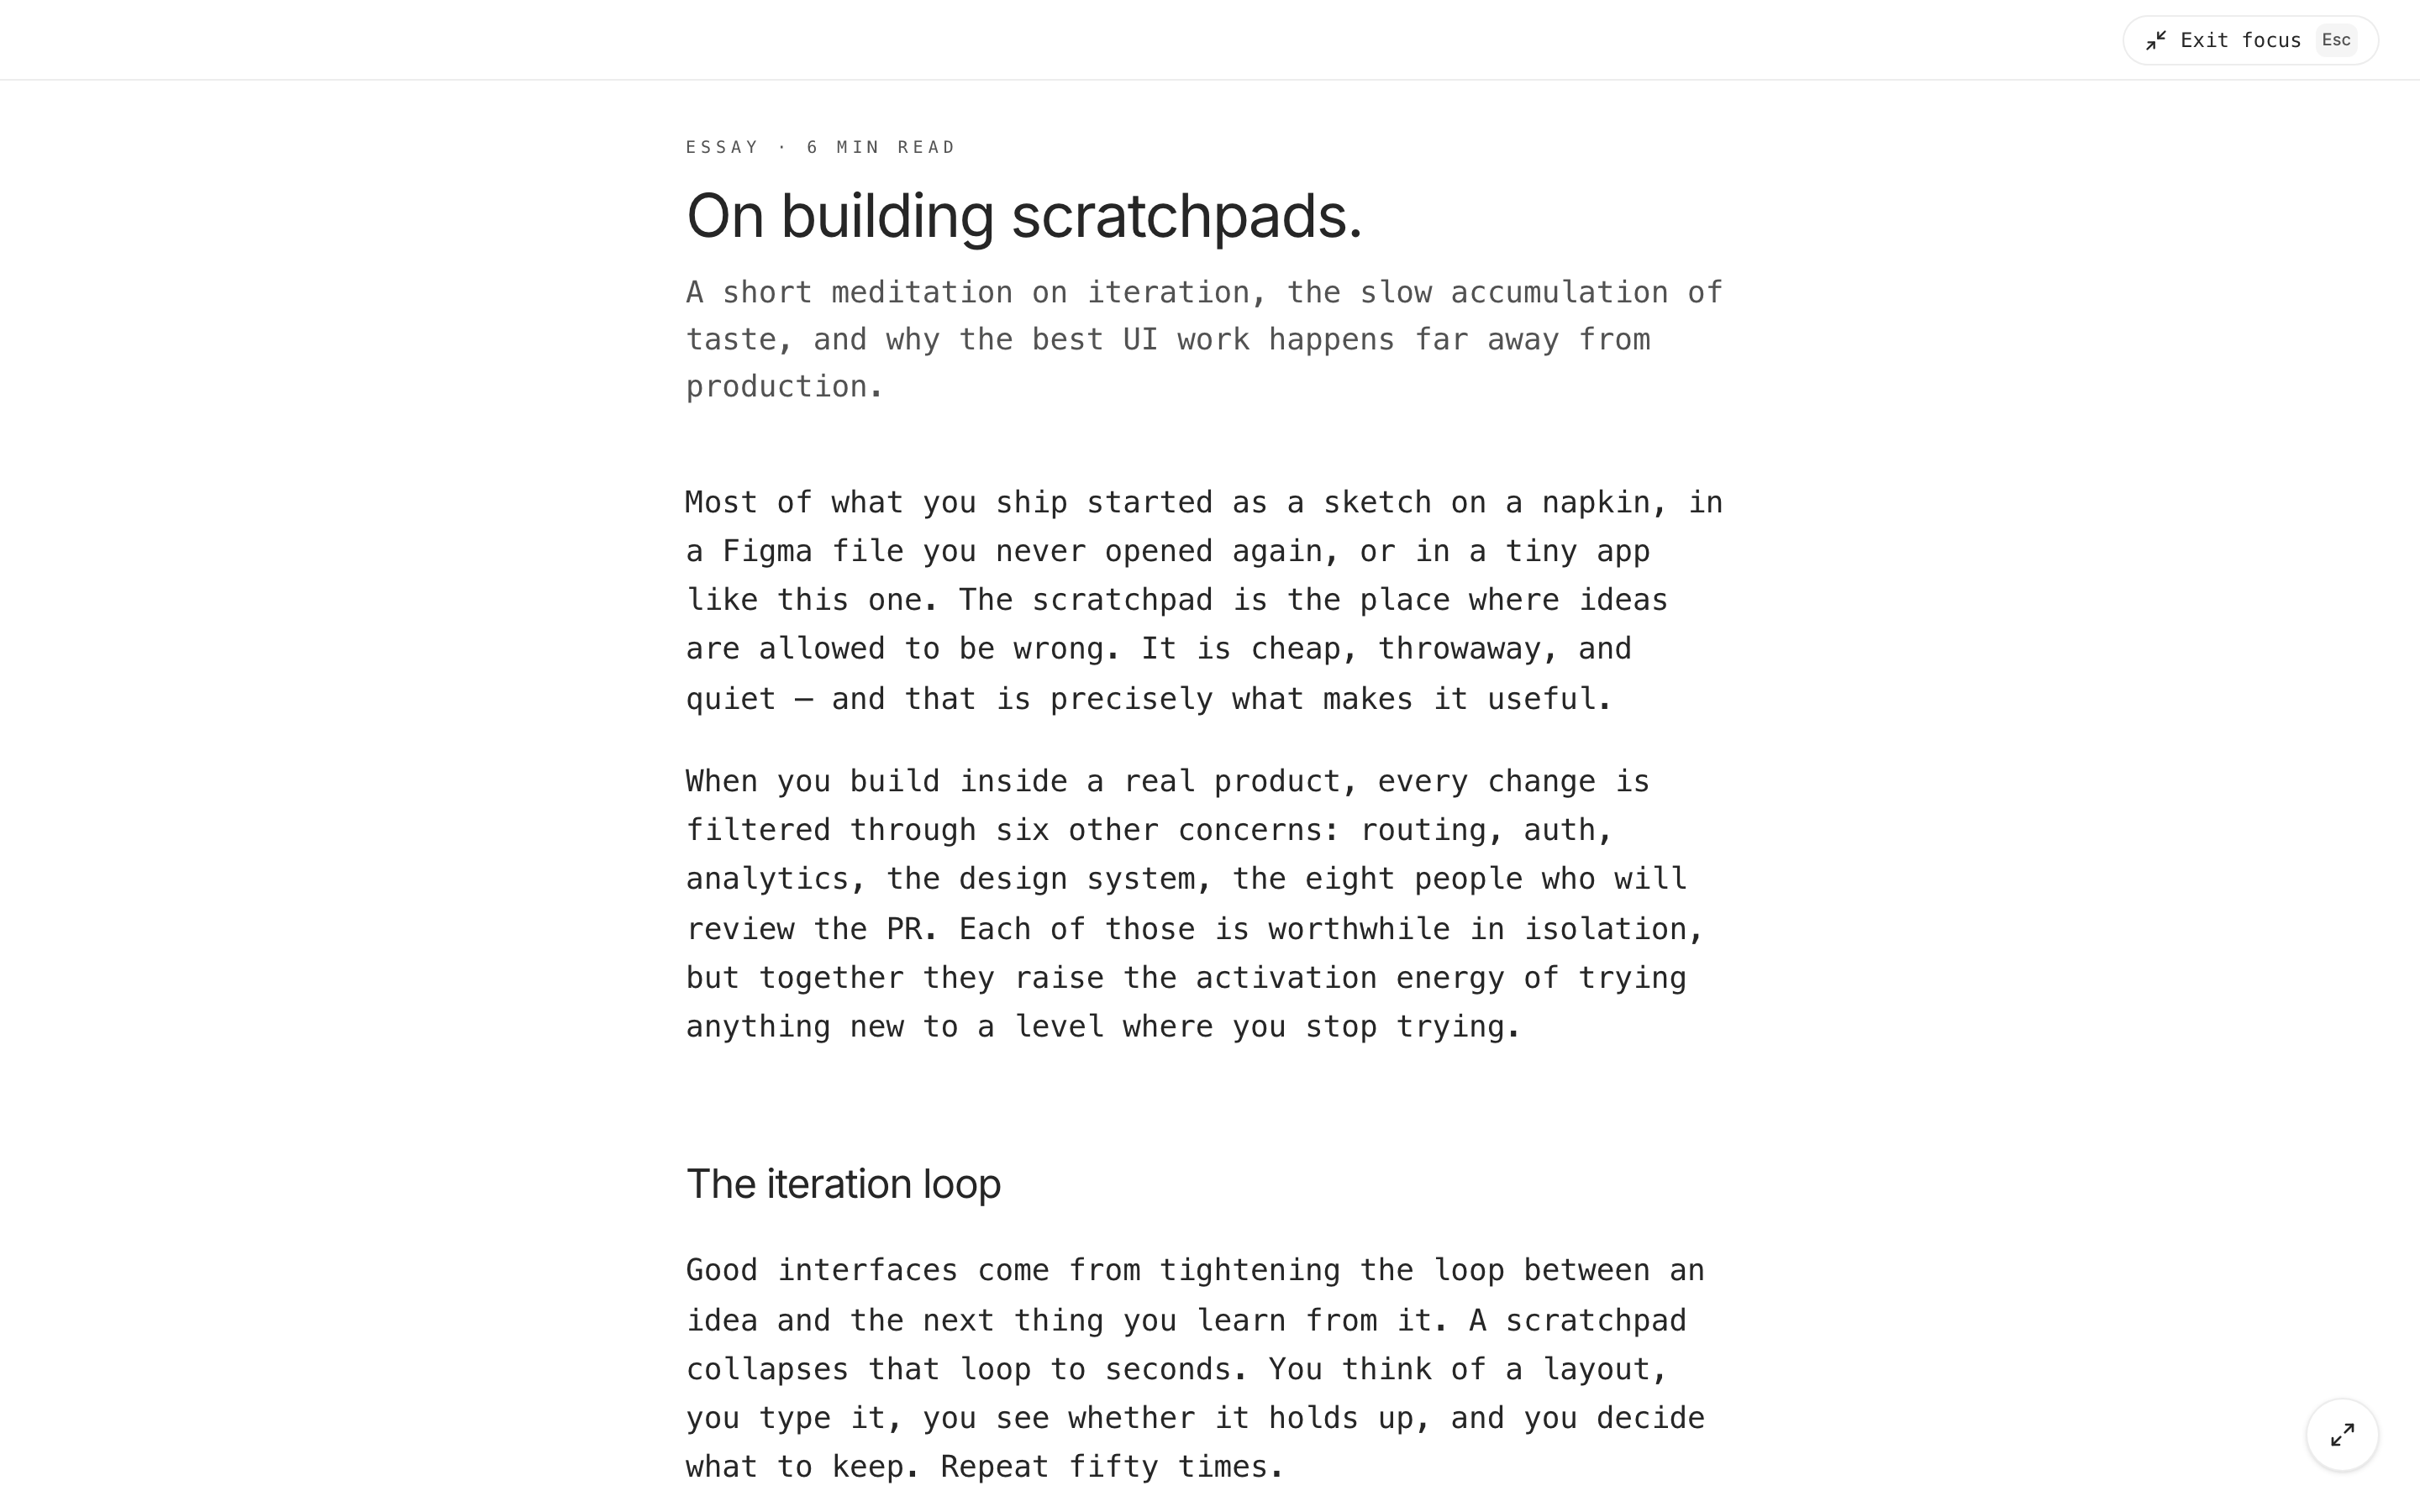 Exit focus Esc
ESSAY · 6 MIN READ
On building scratchpads.
A short meditation on iteration, the slow accumulation of
taste, and why the best UI work happens far away from
production.
Most of what you ship started as a sketch on a napkin, in
a Figma file you never opened again, or in a tiny app
like this one. The scratchpad is the place where ideas
are allowed to be wrong. It is cheap, throwaway, and
quiet — and that is precisely what makes it useful.
When you build inside a real product, every change is
filtered through six other concerns: routing, auth,
analytics, the design system, the eight people who will
review the PR. Each of those is worthwhile in isolation,
but together they raise the activation energy of trying
anything new to a level where you stop trying.
The iteration loop
Good interfaces come from tightening the loop between an
idea and the next thing you learn from it. A scratchpad
collapses that loop to seconds. You think of a layout,
you type it, you see whether it holds up, and you decide
what to keep. Repeat fifty times.